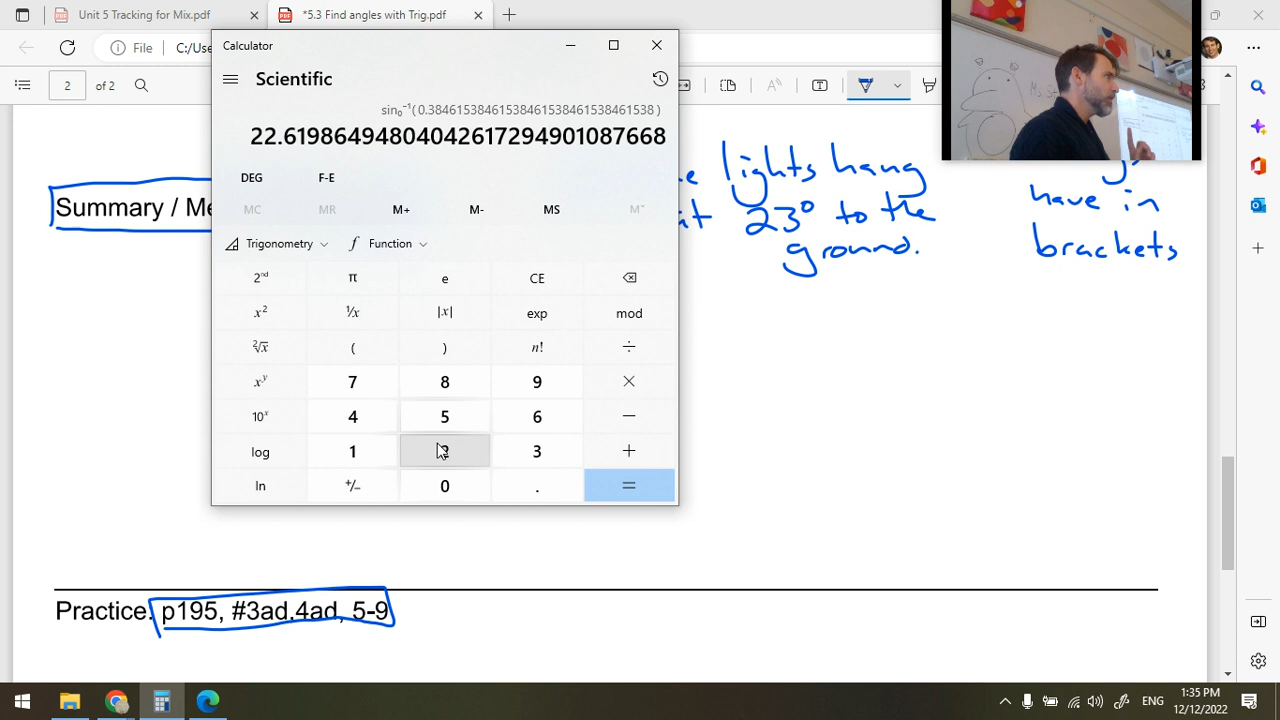 Unit 5 Tracking for Mix.pdf
*5.3 Find angles with Trig.pdf
File
C:/Use
2
of 2
Calculator
Scientific
sin₀⁻¹( 0.38461538461538461538461538461538 )
22.619864948040426172949010876​68
DEG
F-E
MC
MR
M+
M-
MS
Trigonometry
Function
2ⁿᵈ
π
e
CE
x²
¹/x
|x|
exp
mod
²√x
(
)
n!
÷
xʸ
7
8
9
×
10ˣ
4
5
6
−
log
1
2
3
+
ln
+/−
0
.
=
lights hang
have in
Summary / Me
23° to the
ground.
brackets
Practice: p195, #3ad,4ad, 5-9
ENG
1:35 PM
12/12/2022